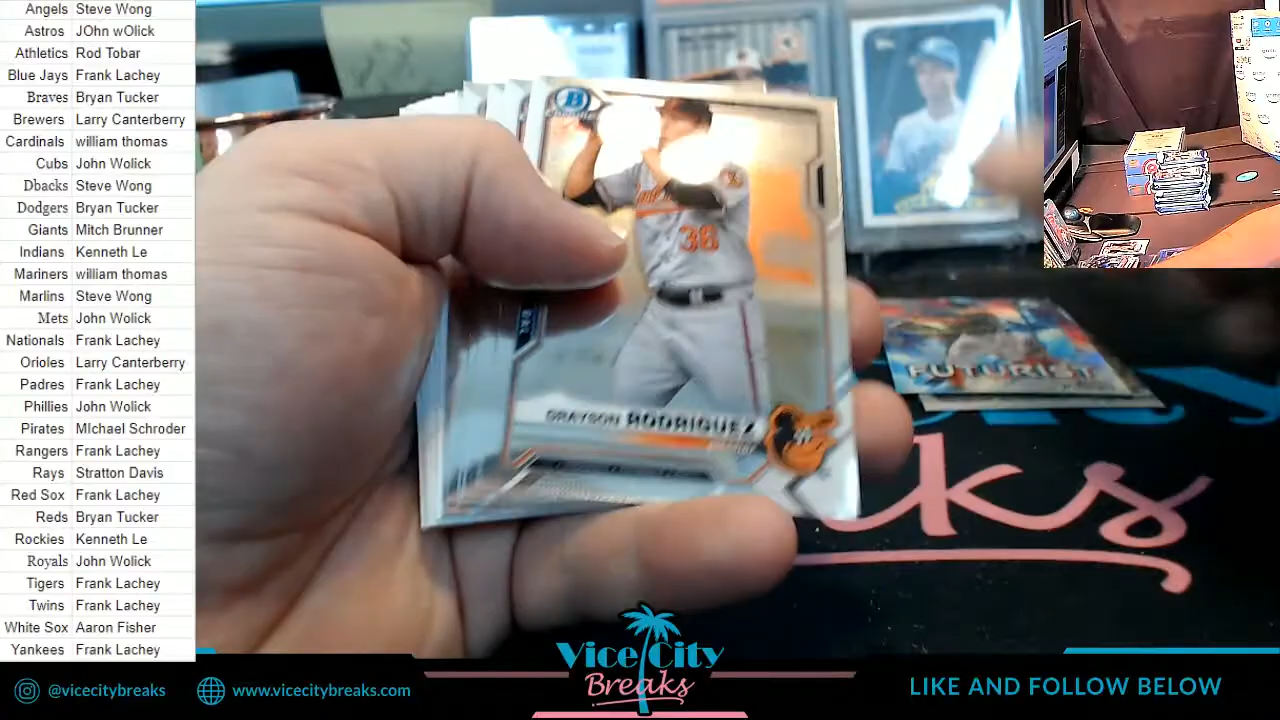 Angels Steve Wong
Astros JOhn wOlick
Athletics Rod Tobar
Blue Jays Frank Lachey
Braves Bryan Tucker
Brewers Larry Canterberry
Cardinals william thomas
Cubs John Wolick
Dbacks Steve Wong
Dodgers Bryan Tucker
Giants Mitch Brunner
Indians Kenneth Le
Mariners william thomas
Marlins Steve Wong
Mets John Wolick
Nationals Frank Lachey
Orioles Larry Canterberry
Padres Frank Lachey
Phillies John Wolick
Pirates MIchael Schroder
Rangers Frank Lachey
Rays Stratton Davis
Red Sox Frank Lachey
Reds Bryan Tucker
Rockies Kenneth Le
Royals John Wolick
Tigers Frank Lachey
Twins Frank Lachey
White Sox Aaron Fisher
Yankees Frank Lachey
B
38
GRAYSON RODRIGUEZ
FUTURIST
Vice City
Breaks
@vicecitybreaks
www.vicecitybreaks.com
LIKE AND FOLLOW BELOW